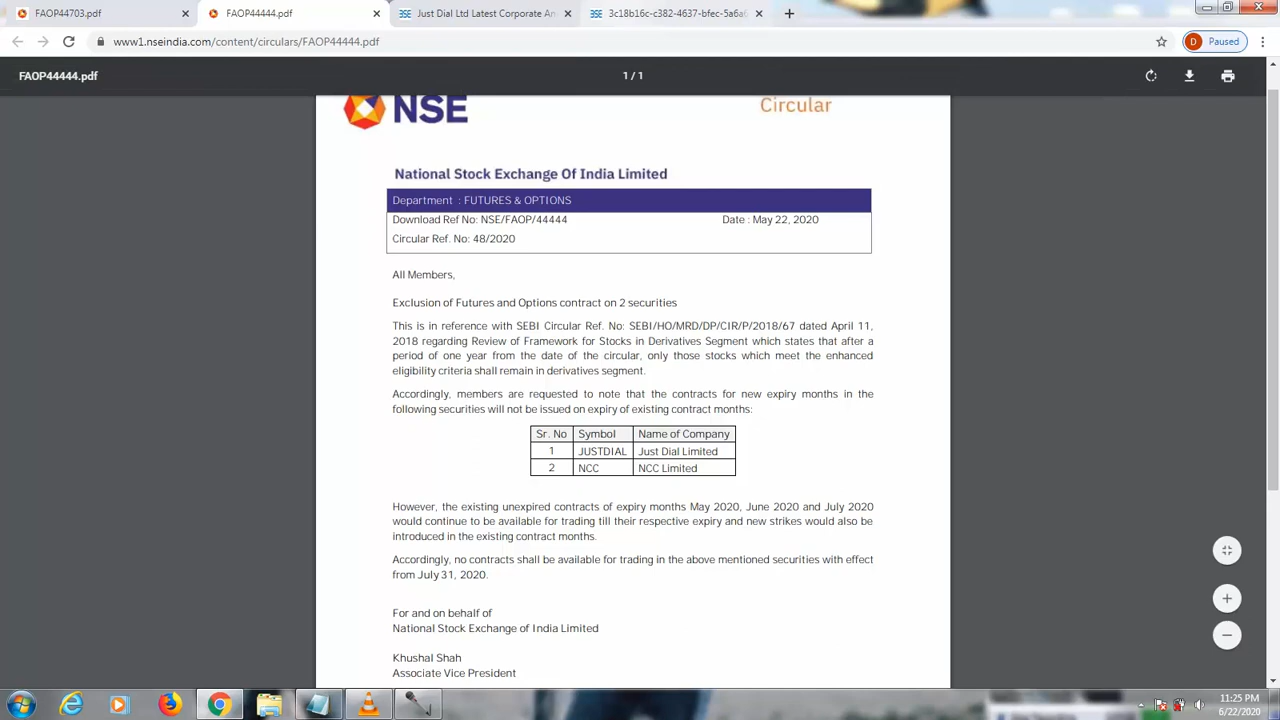 FAOP44703.pdf
FAOP44444.pdf
Just Dial Ltd Latest Corporate An
3c18b16c-c382-4637-bfec-5a6a6
www1.nseindia.com/content/circulars/FAOP44444.pdf
D Paused
FAOP44444.pdf
1 / 1
NSE
Circular
National Stock Exchange Of India Limited
Department : FUTURES & OPTIONS
Download Ref No: NSE/FAOP/44444 Date : May 22, 2020
Circular Ref. No: 48/2020
All Members,
Exclusion of Futures and Options contract on 2 securities
This is in reference with SEBI Circular Ref. No: SEBI/HO/MRD/DP/CIR/P/2018/67 dated April 11,
2018 regarding Review of Framework for Stocks in Derivatives Segment which states that after a
period of one year from the date of the circular, only those stocks which meet the enhanced
eligibility criteria shall remain in derivatives segment.
Accordingly, members are requested to note that the contracts for new expiry months in the
following securities will not be issued on expiry of existing contract months:
Sr. No Symbol Name of Company
1 JUSTDIAL Just Dial Limited
2 NCC NCC Limited
However, the existing unexpired contracts of expiry months May 2020, June 2020 and July 2020
would continue to be available for trading till their respective expiry and new strikes would also be
introduced in the existing contract months.
Accordingly, no contracts shall be available for trading in the above mentioned securities with effect
from July 31, 2020.
For and on behalf of
National Stock Exchange of India Limited
Khushal Shah
Associate Vice President
11:25 PM
6/22/2020